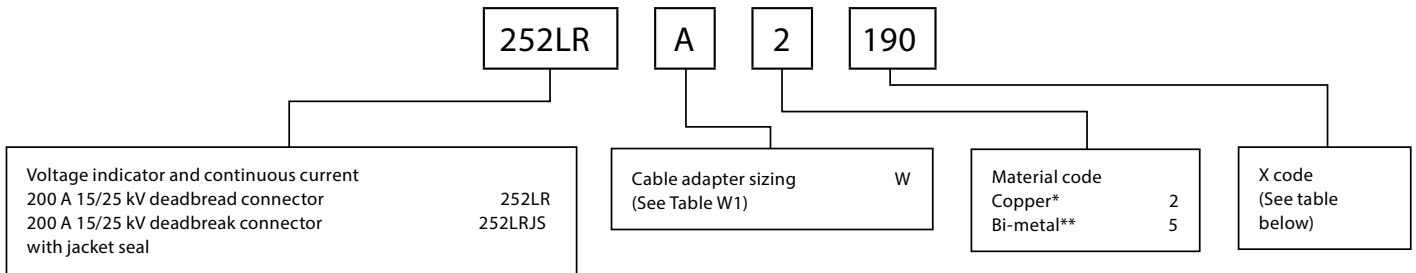 252LR A 2 190
Voltage indicator and continuous current
200 A 15/25 kV deadbread connector 252LR
200 A 15/25 kV deadbreak connector 252LRJS
with jacket seal
Cable adapter sizing W
(See Table W1)
Material code
Copper* 2
Bi-metal** 5
X code
(See table
below)